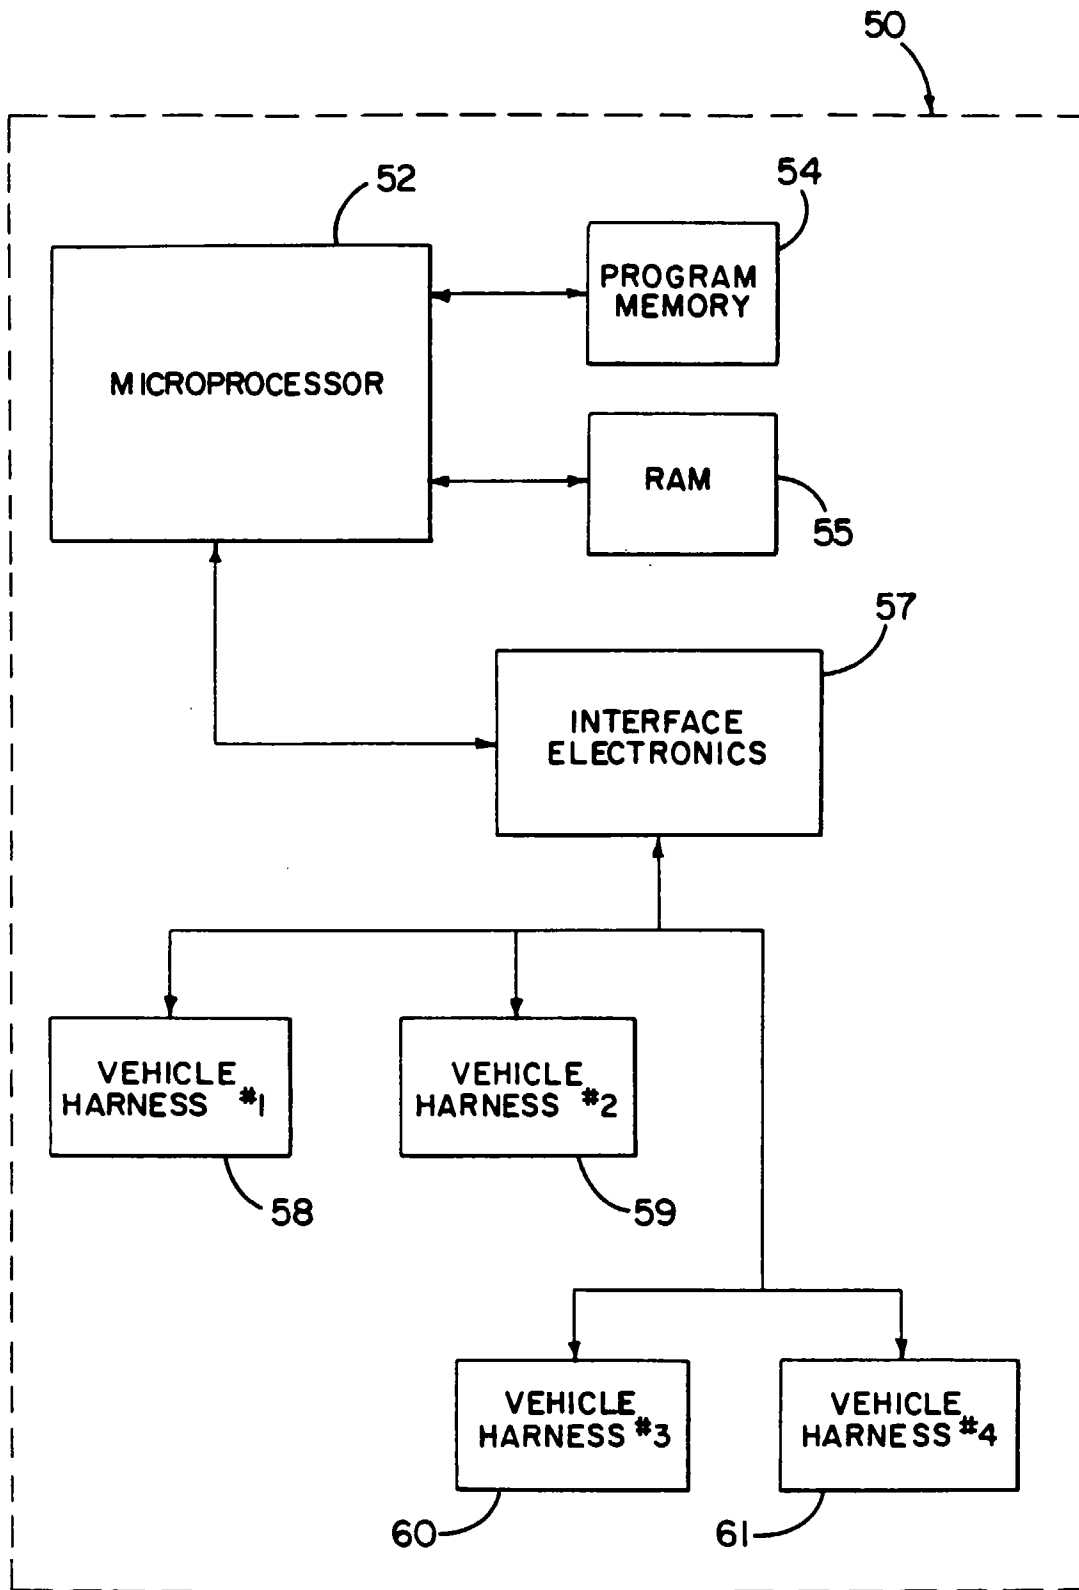 50
52
54
PROGRAM
MEMORY
MICROPROCESSOR
RAM
55
57
INTERFACE
ELECTRONICS
VEHICLE
HARNESS #1
VEHICLE
HARNESS #2
58
59
VEHICLE
HARNESS #3
VEHICLE
HARNESS #4
60
61